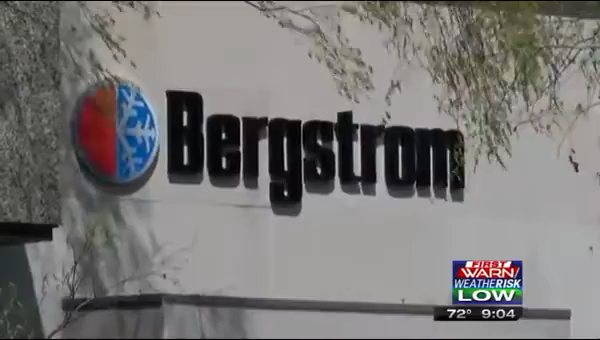 Bergstrom
FIRST
WARN
WEATHERISK
LOW
72° 9:04